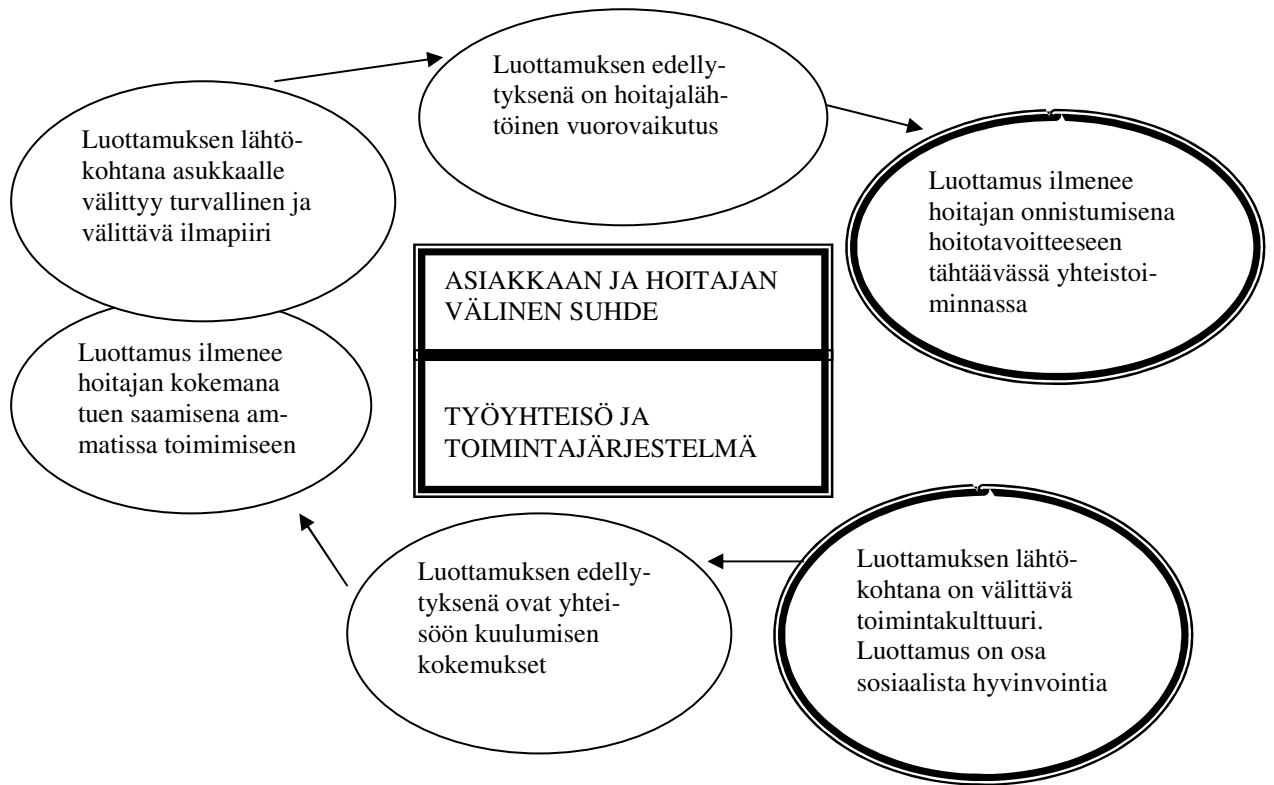 Luottamuksen edelly-
tyksenä on hoitajaläh-
töinen vuorovaikutus
Luottamuksen lähtö-
kohtana asukkaalle
välittyy turvallinen ja
välittävä ilmapiiri
Luottamus ilmenee
hoitajan onnistumisena
hoitotavoitteeseen
tähtäävässä yhteistoi-
minnassa
ASIAKKAAN JA HOITAJAN
VÄLINEN SUHDE
Luottamus ilmenee
hoitajan kokemana
tuen saamisena am-
matissa toimimiseen
TYÖYHTEISÖ JA
TOIMINTAJÄRJESTELMÄ
Luottamuksen edelly-
tyksenä ovat yhtei-
söön kuulumisen
kokemukset
Luottamuksen lähtö-
kohtana on välittävä
toimintakulttuuri.
Luottamus on osa
sosiaalista hyvinvointia